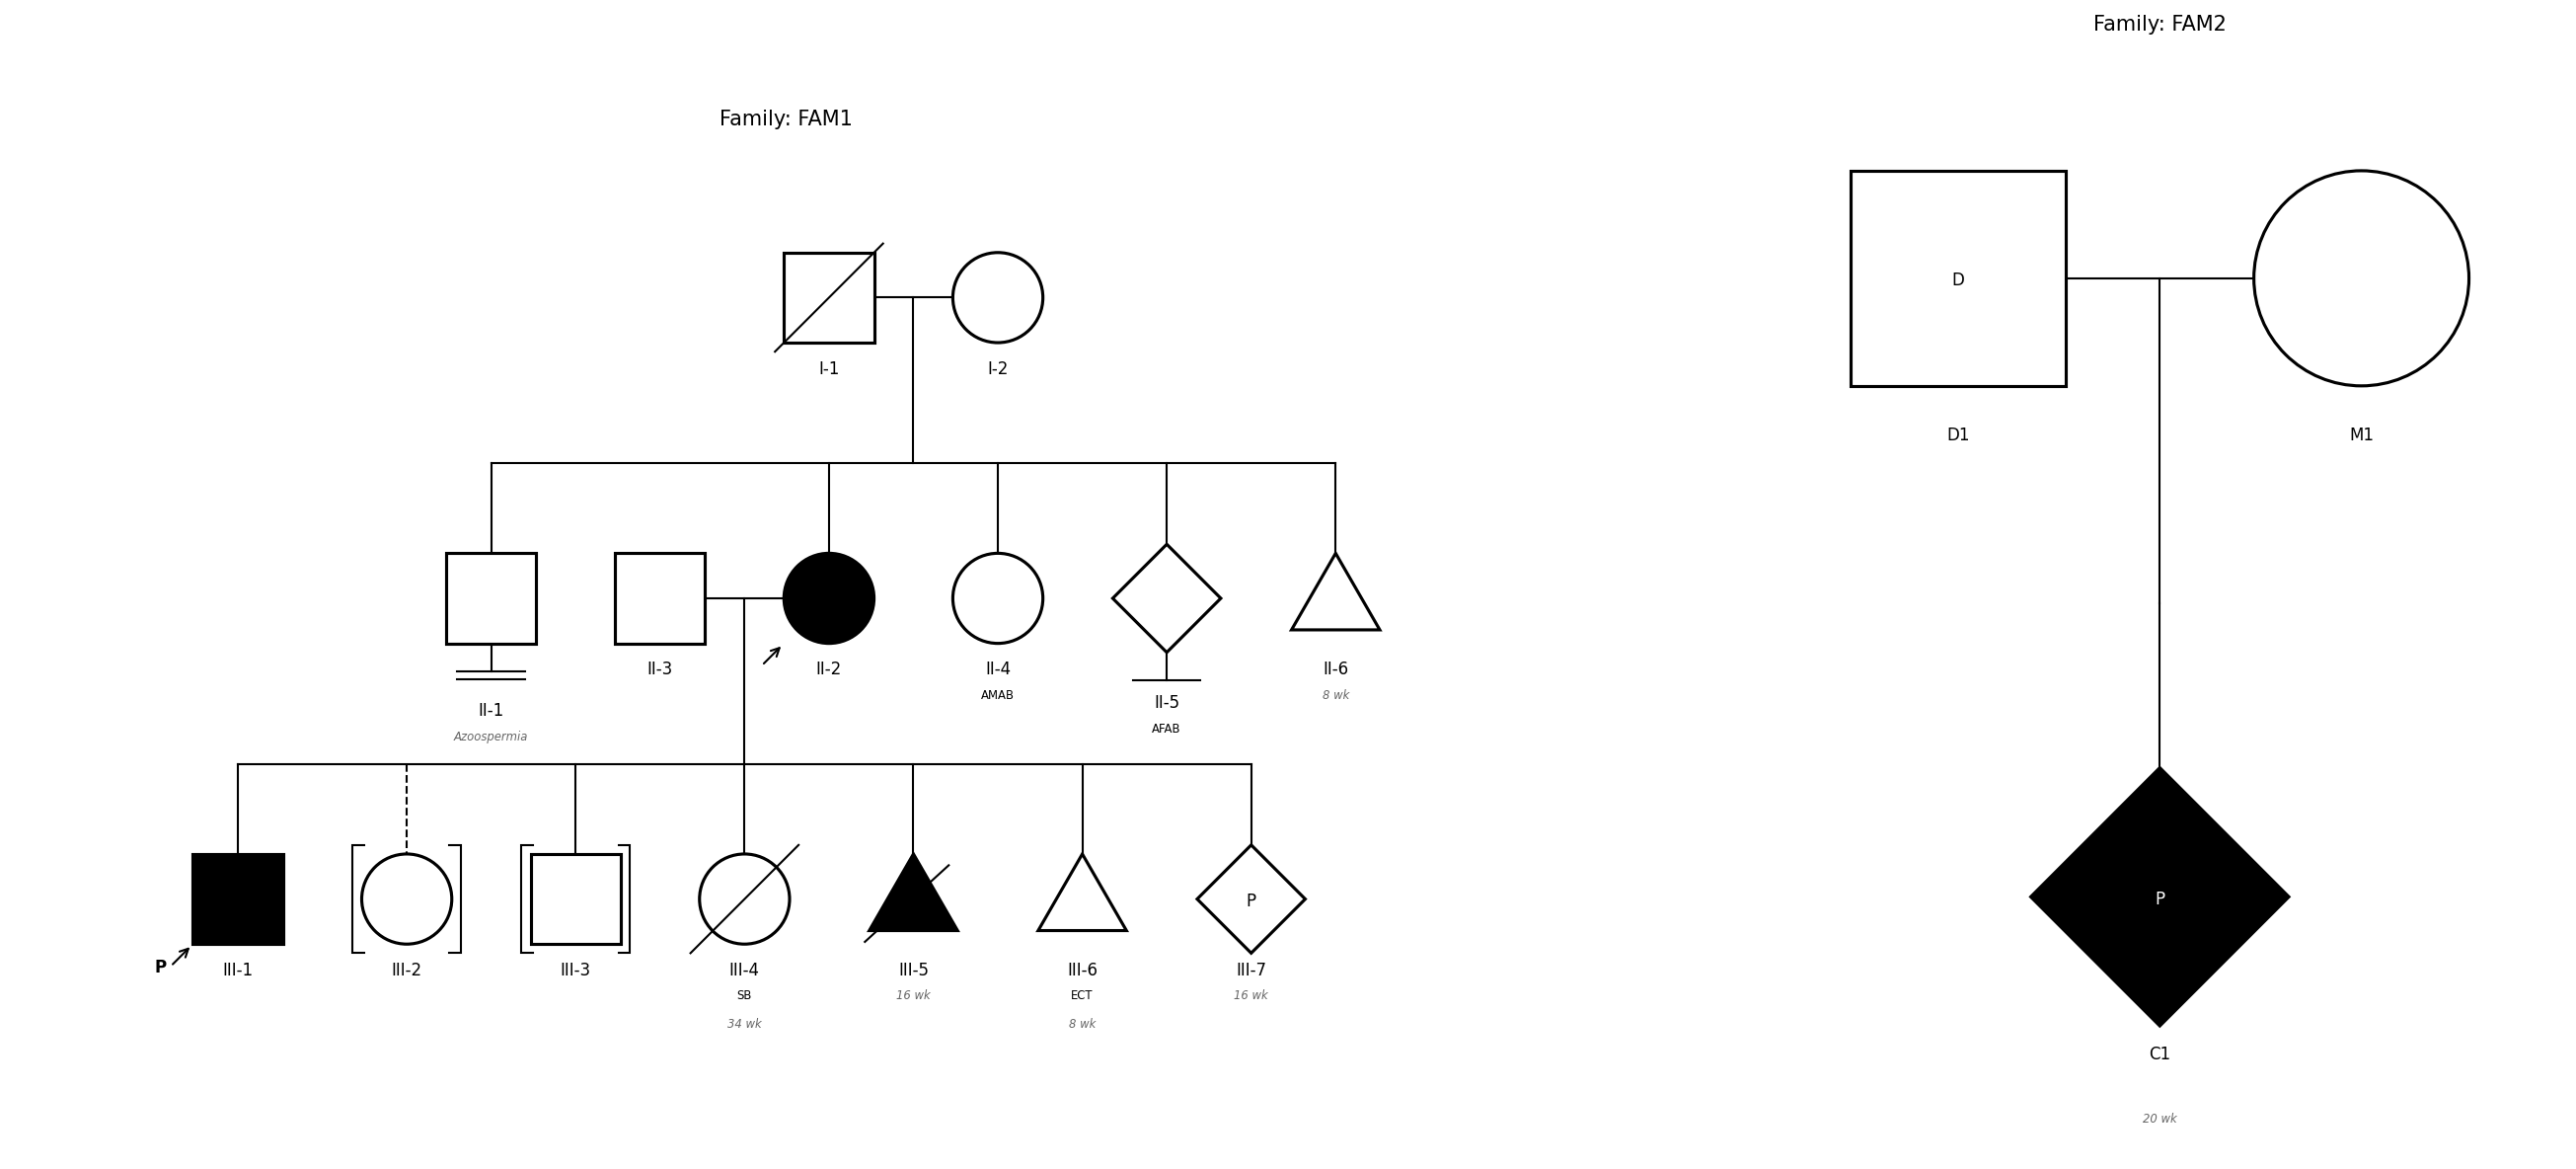 Family: FAM1
I-1
I-2
II-1
Azoospermia
II-3
II-2
II-4
AMAB
II-5
AFAB
II-6
8 wk
P
III-1
III-2
III-3
III-4
SB
34 wk
III-5
16 wk
III-6
ECT
8 wk
P
III-7
16 wk
Family: FAM2
D
D1
M1
P
C1
20 wk